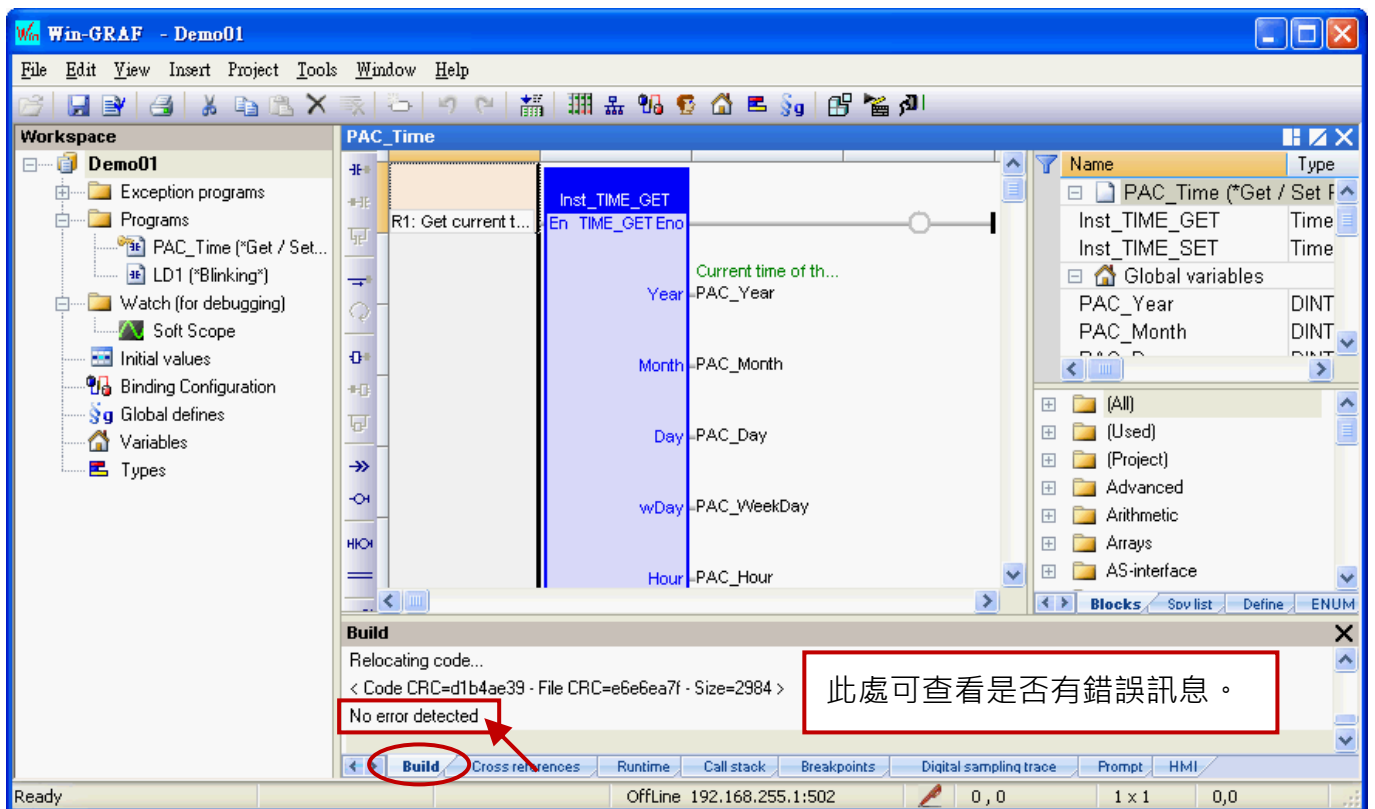 Win-GRAF - Demo01
File Edit View Insert Project Tools Window Help
Workspace
Demo01
Exception programs
Programs
PAC_Time (*Get / Set...
LD1 (*Blinking*)
Watch (for debugging)
Soft Scope
Initial values
Binding Configuration
Global defines
Variables
Types
PAC_Time
R1: Get current t...
Inst_TIME_GET
En TIME_GET Eno
Current time of th...
Year PAC_Year
Month PAC_Month
Day PAC_Day
wDay PAC_WeekDay
Hour PAC_Hour
Name Type
PAC_Time (*Get / Set
Inst_TIME_GET Time
Inst_TIME_SET Time
Global variables
PAC_Year DINT
PAC_Month DINT
(All)
(Used)
(Project)
Advanced
Arithmetic
Arrays
AS-interface
Blocks Spy list Define ENUM
Build
Relocating code...
< Code CRC=d1b4ae39 - File CRC=e6e6ea7f - Size=2984 >
No error detected
此處可查看是否有錯誤訊息。
Build Cross references Runtime Call stack Breakpoints Digital sampling trace Prompt HMI
Ready OffLine 192.168.255.1:502 0 , 0 1 x 1 0,0